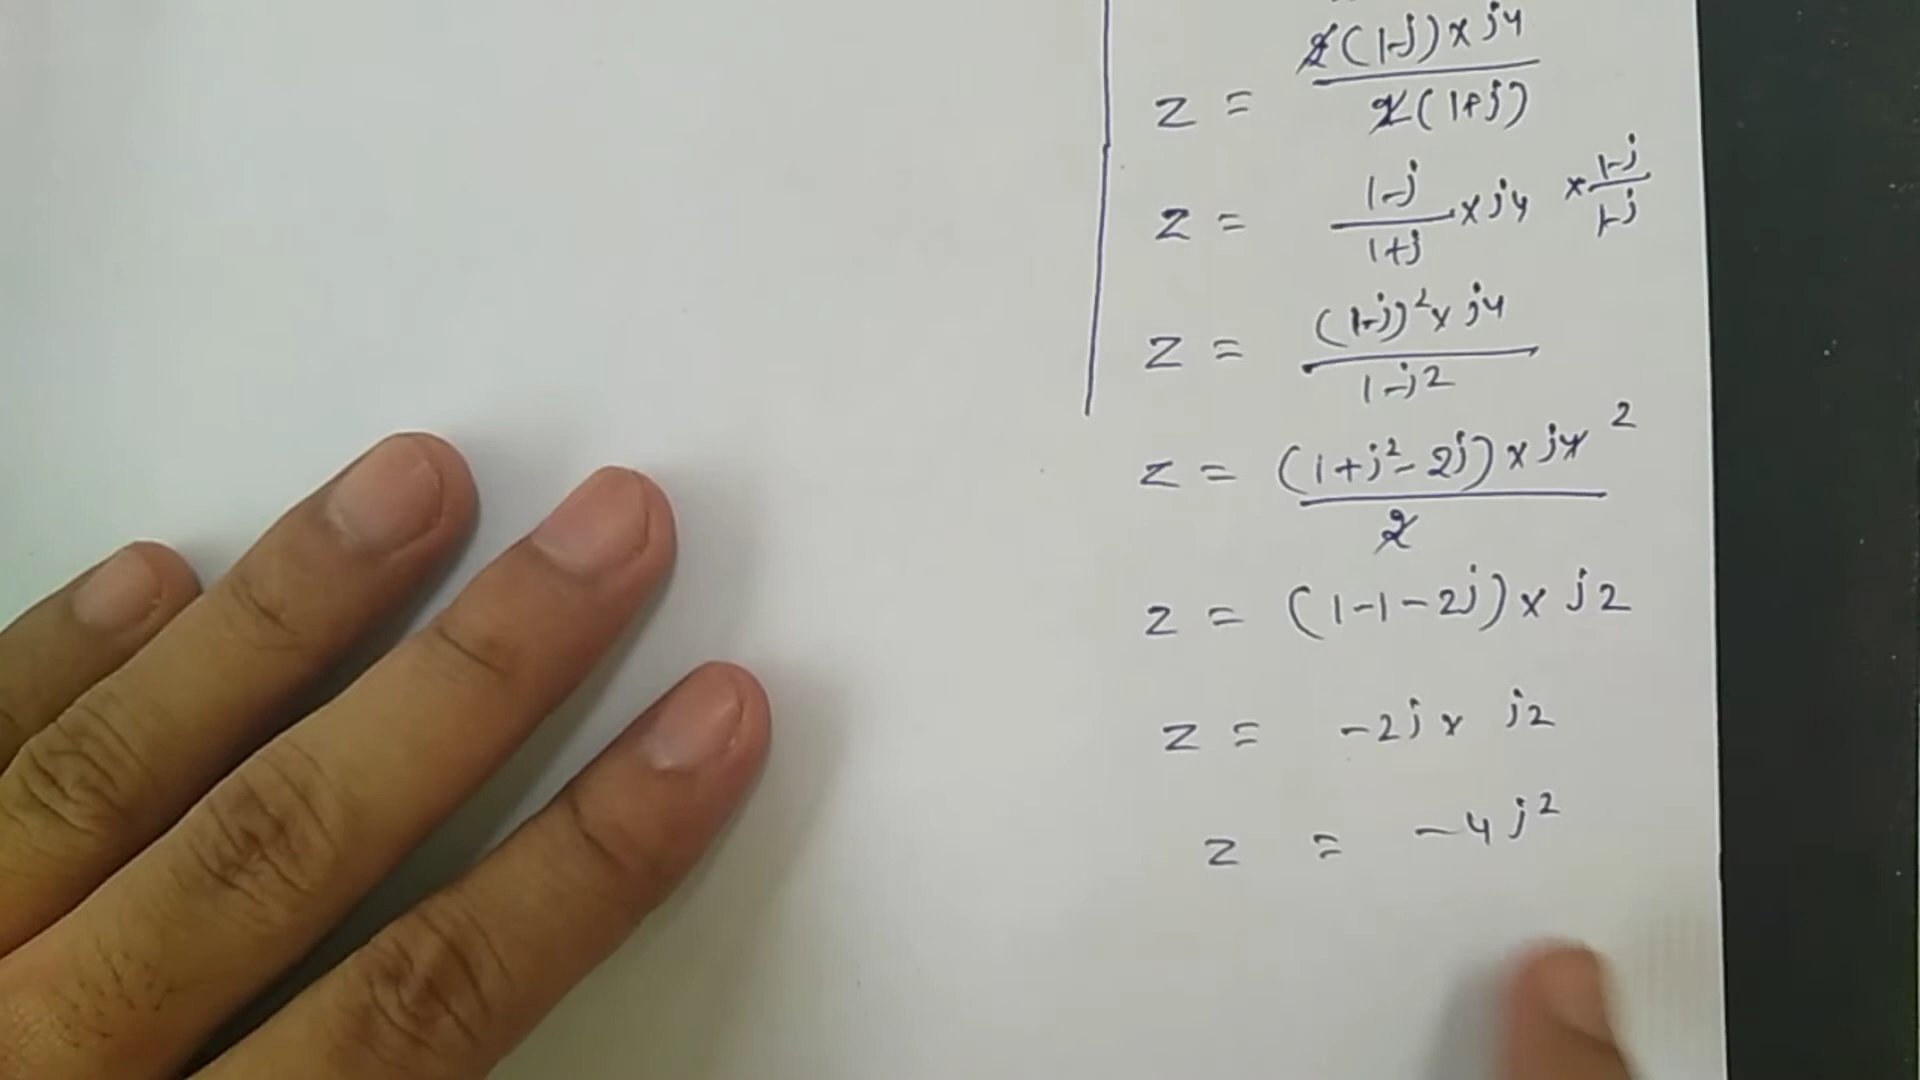 z = 2(1-j) x j4 / 2(1+j)
z = 1-j / 1+j x j4 x 1-j / 1-j
z = (1-j)² x j4 / 1-j2
z = (1+j²-2j) x j4 2 / 2
z = (1-1-2j) x j2
z = -2j x j2
z = -4j²